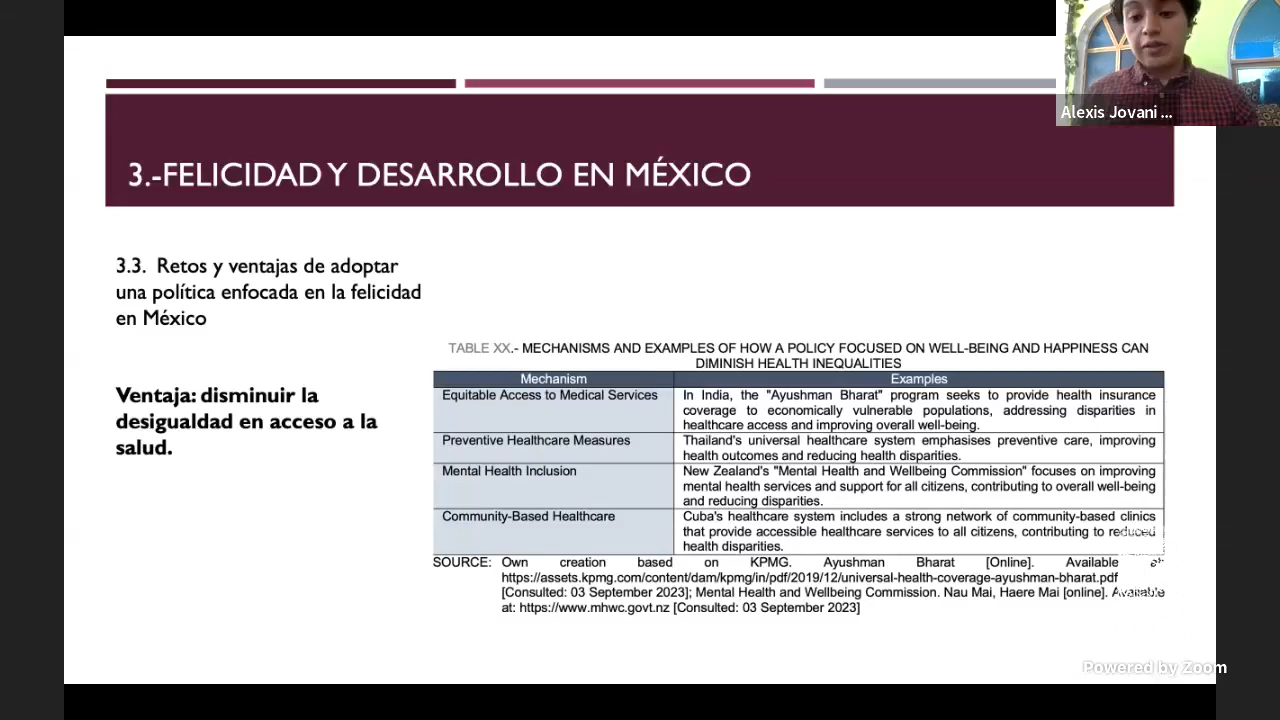 Alexis Jovani ...
3.-FELICIDAD Y DESARROLLO EN MÉXICO
3.3. Retos y ventajas de adoptar
una política enfocada en la felicidad
en México
Ventaja: disminuir la
desigualdad en acceso a la
salud.
TABLE XX.- MECHANISMS AND EXAMPLES OF HOW A POLICY FOCUSED ON WELL-BEING AND HAPPINESS CAN
DIMINISH HEALTH INEQUALITIES
Mechanism Examples
Equitable Access to Medical Services
In India, the "Ayushman Bharat" program seeks to provide health insurance
coverage to economically vulnerable populations, addressing disparities in
healthcare access and improving overall well-being.
Preventive Healthcare Measures
Thailand's universal healthcare system emphasises preventive care, improving
health outcomes and reducing health disparities.
Mental Health Inclusion
New Zealand's "Mental Health and Wellbeing Commission" focuses on improving
mental health services and support for all citizens, contributing to overall well-being
and reducing disparities.
Community-Based Healthcare
Cuba's healthcare system includes a strong network of community-based clinics
that provide accessible healthcare services to all citizens, contributing to reduced
health disparities.
SOURCE: Own creation based on KPMG. Ayushman Bharat [Online]. Available
https://assets.kpmg.com/content/dam/kpmg/in/pdf/2019/12/universal-health-coverage-ayushman-bharat.pdf
[Consulted: 03 September 2023]; Mental Health and Wellbeing Commission. Nau Mai, Haere Mai [online]. Available
at: https://www.mhwc.govt.nz [Consulted: 03 September 2023]
Powered by Zoom